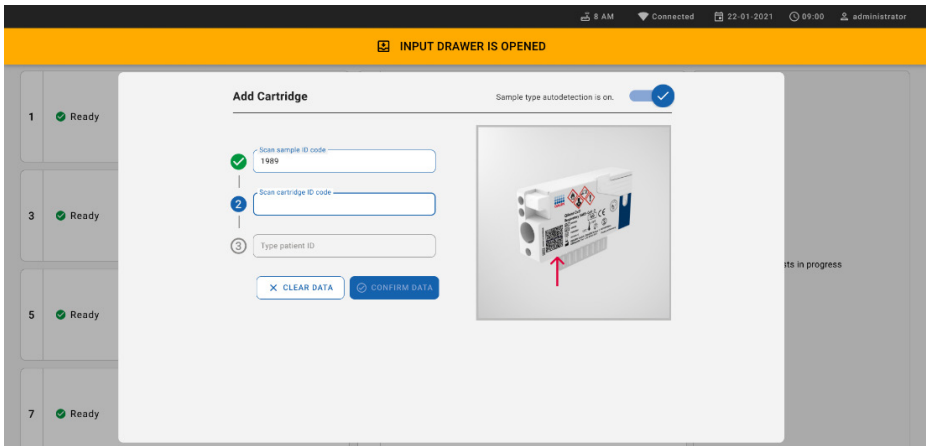 8 AM Connected 22-01-2021 09:00 administrator
INPUT DRAWER IS OPENED
Add Cartridge
Sample type autodetection is on.
1 Ready
Scan sample ID code
1989
Scan cartridge ID code
2
3 Ready
3 Type patient ID
sts in progress
CLEAR DATA CONFIRM DATA
5 Ready
7 Ready